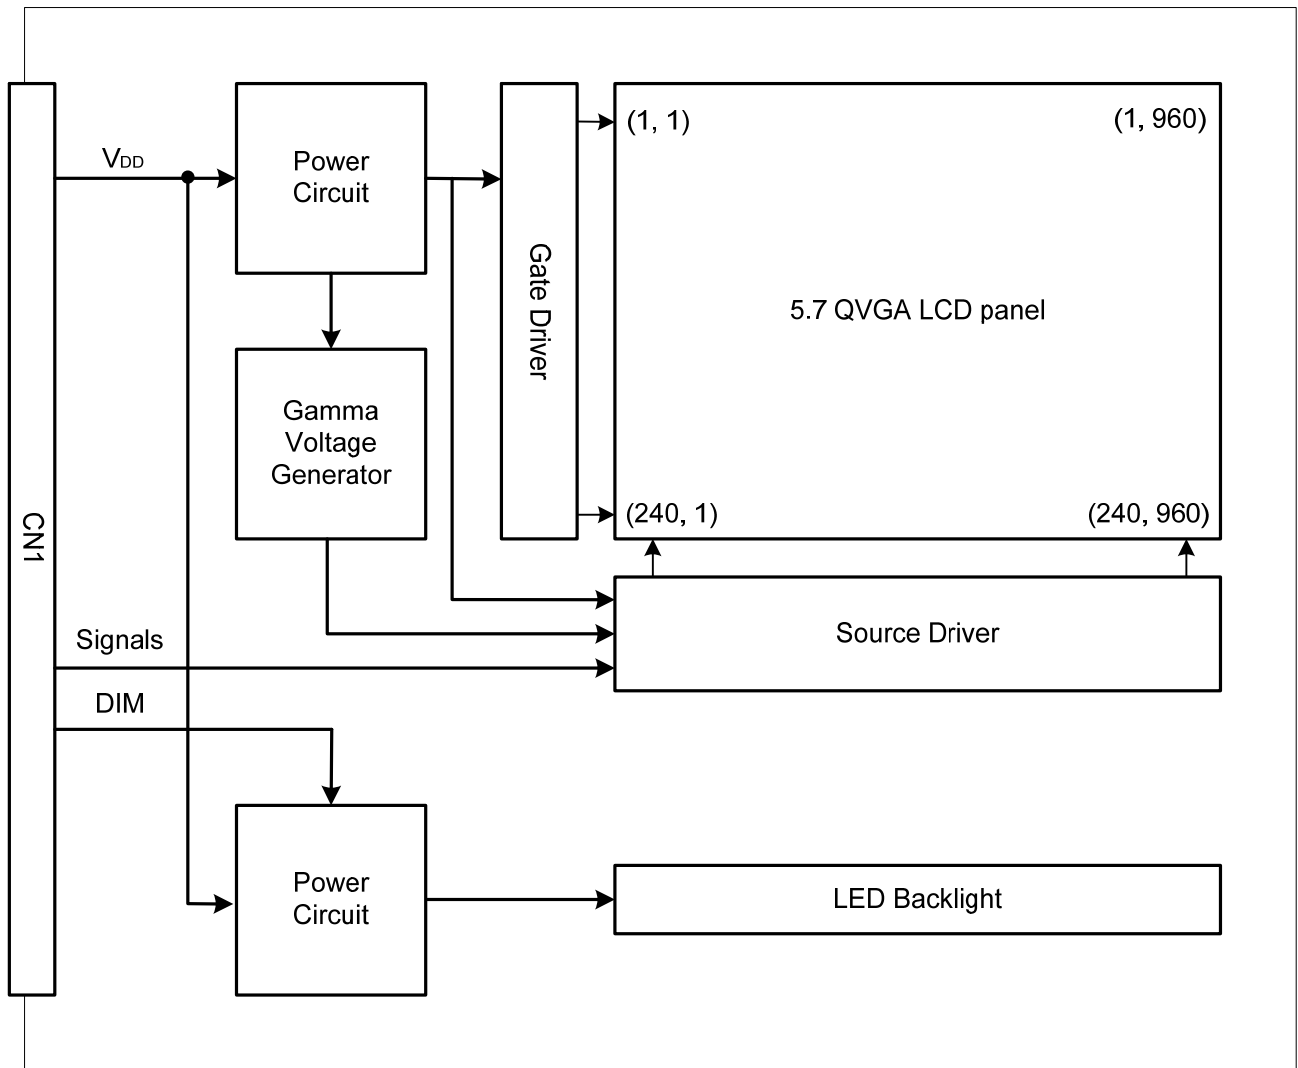 VDD
Power
Circuit
(1, 1)
(1, 960)
Gate Driver
5.7 QVGA LCD panel
Gamma
Voltage
Generator
(240, 1)
(240, 960)
CN1
Signals
Source Driver
DIM
Power
Circuit
LED Backlight